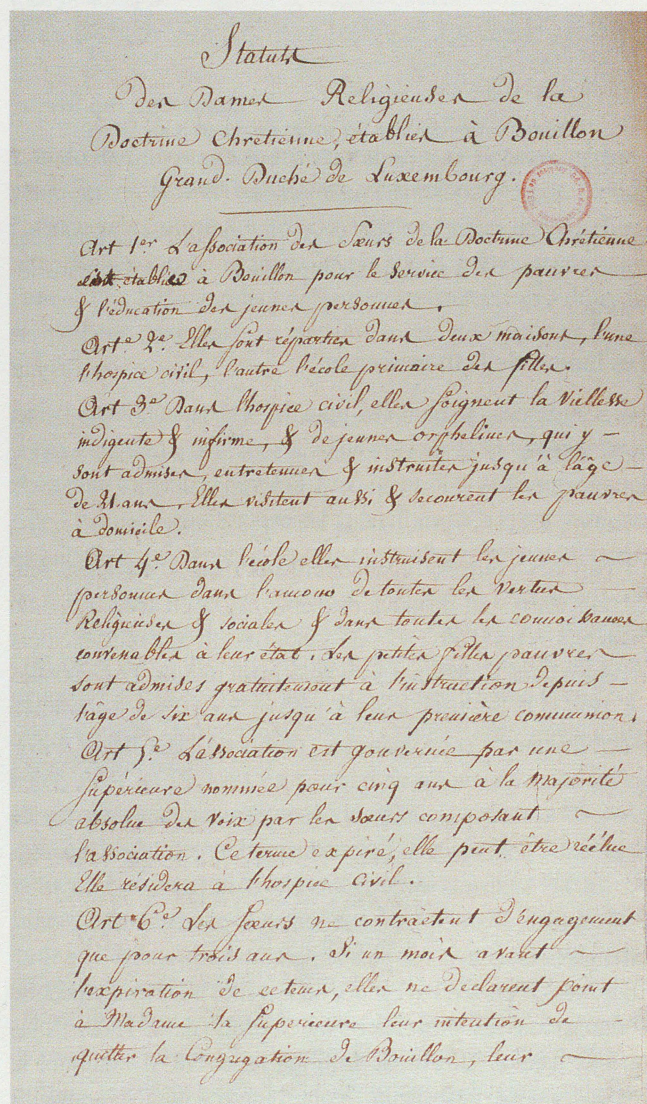 Statuts
des Dames Religieuses de la
Doctrine Chretienne, établies à Bouillon
Grand-Duché de Luxembourg.
Art 1er L'association des Sœurs de la Doctrine Chrétienne
est établie à Bouillon pour le service des pauvres
& l'éducation des jeunes personnes.
Art.e 2.e Elles sont réparties dans deux maisons, l'une
l'hospice civil, l'autre l'école primaire des filles.
Art 3e Dans l'hospice civil, elles soignent la viellesse
indigente & infirme, & de jeunes orphelines, qui y —
sont admises, entretenues & instruites jusqu'à l'âge —
de 21 ans. Elles visitent aussi & secourent les pauvres
à domicile.
Art 4e. Dans l'école elles instruisent les jeunes —
personnes dans l'amour de toutes les vertus —
Religieuses & sociales & dans toutes les connoissances
convenables à leur état. Les petites filles pauvres
sont admises gratuitement à l'instruction depuis —
l'âge de six ans jusqu'à leur première communion.
Art 5.e L'association est gouvernée par une —
Supérieure nommée pour cinq ans à la majorité
absolue des voix par les sœurs composant —
l'association. Ce terme expiré, elle peut être réélue
Elle résidera à l'hospice civil.
Art 6e. Les sœurs ne contractent d'engagement
que pour trois ans. Si un mois avant —
l'expiration de ce tems, elles ne declarent point
à Madame la Superieure leur intention de —
quitter la Congregation de Bouillon, leur —